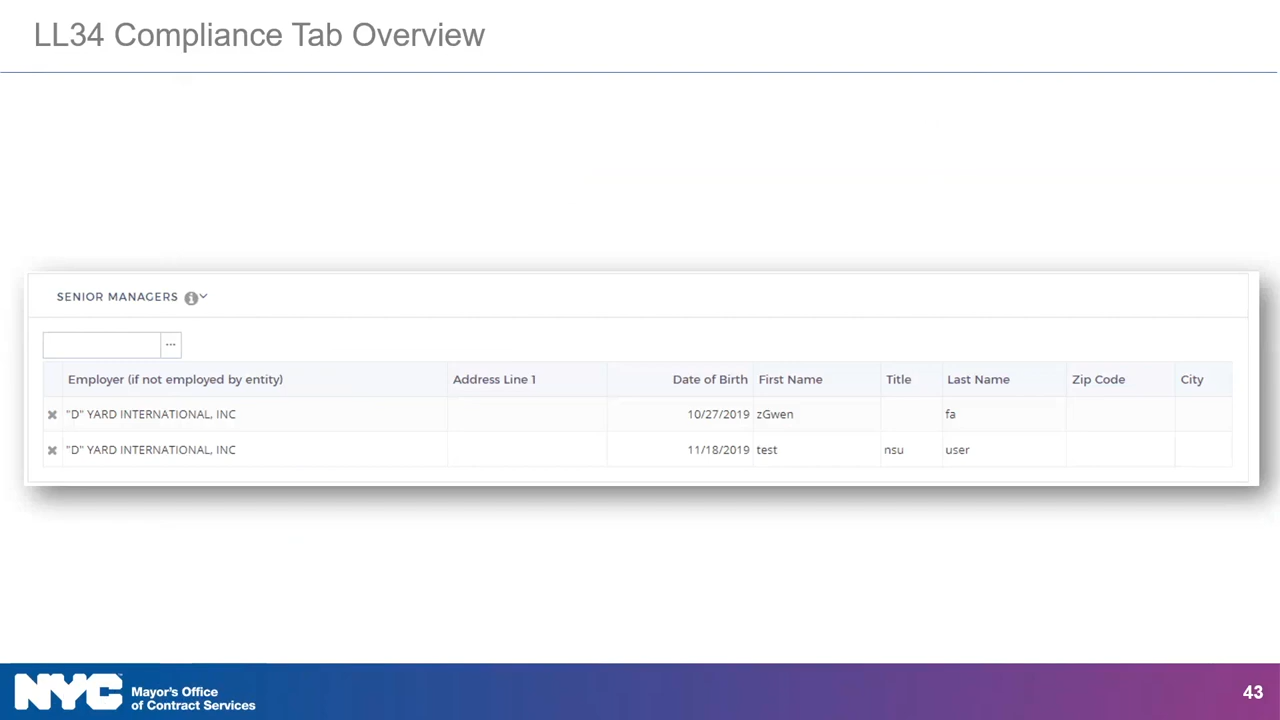 LL34 Compliance Tab Overview
SENIOR MANAGERS
...
Employer (if not employed by entity) Address Line 1 Date of Birth First Name Title Last Name Zip Code City
"D" YARD INTERNATIONAL, INC 10/27/2019 zGwen fa
"D" YARD INTERNATIONAL, INC 11/18/2019 test nsu user
NYC Mayor's Office
of Contract Services
43